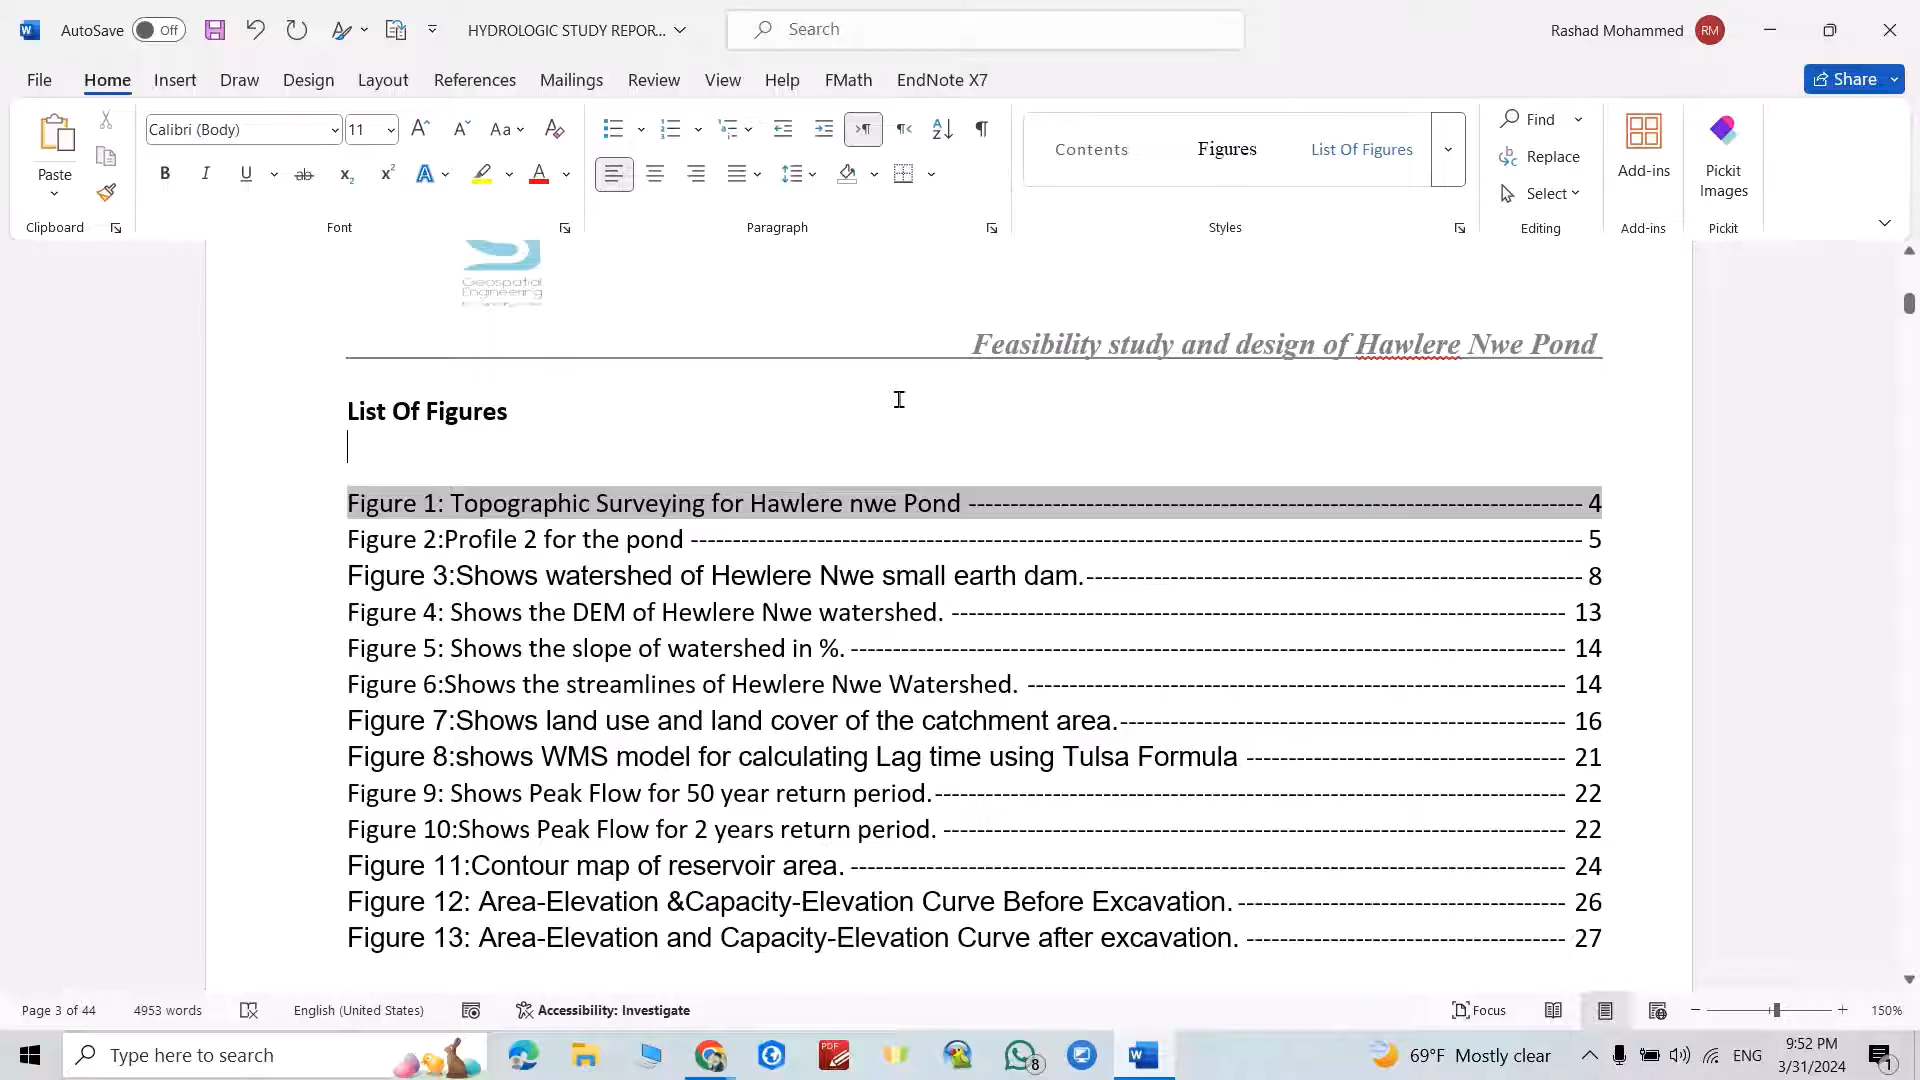 AutoSave Off HYDROLOGIC STUDY REPOR... Search Rashad Mohammed RM
File Home Insert Draw Design Layout References Mailings Review View Help FMath EndNote X7 Share
Calibri (Body) 11 Contents Figures List Of Figures Find
Replace
Select
Paste Add-ins Pickit Images
Clipboard Font Paragraph Styles Editing Add-ins Pickit
Geospatial
Engineering
Feasibility study and design of Hawlere Nwe Pond
List Of Figures
Figure 1: Topographic Surveying for Hawlere nwe Pond 4
Figure 2:Profile 2 for the pond 5
Figure 3:Shows watershed of Hewlere Nwe small earth dam. 8
Figure 4: Shows the DEM of Hewlere Nwe watershed. 13
Figure 5: Shows the slope of watershed in %. 14
Figure 6:Shows the streamlines of Hewlere Nwe Watershed. 14
Figure 7:Shows land use and land cover of the catchment area. 16
Figure 8:shows WMS model for calculating Lag time using Tulsa Formula 21
Figure 9: Shows Peak Flow for 50 year return period. 22
Figure 10:Shows Peak Flow for 2 years return period. 22
Figure 11:Contour map of reservoir area. 24
Figure 12: Area-Elevation &Capacity-Elevation Curve Before Excavation. 26
Figure 13: Area-Elevation and Capacity-Elevation Curve after excavation. 27
Page 3 of 44 4953 words English (United States) Accessibility: Investigate Focus 150%
Type here to search 8 69°F Mostly clear ENG 9:52 PM
3/31/2024 1